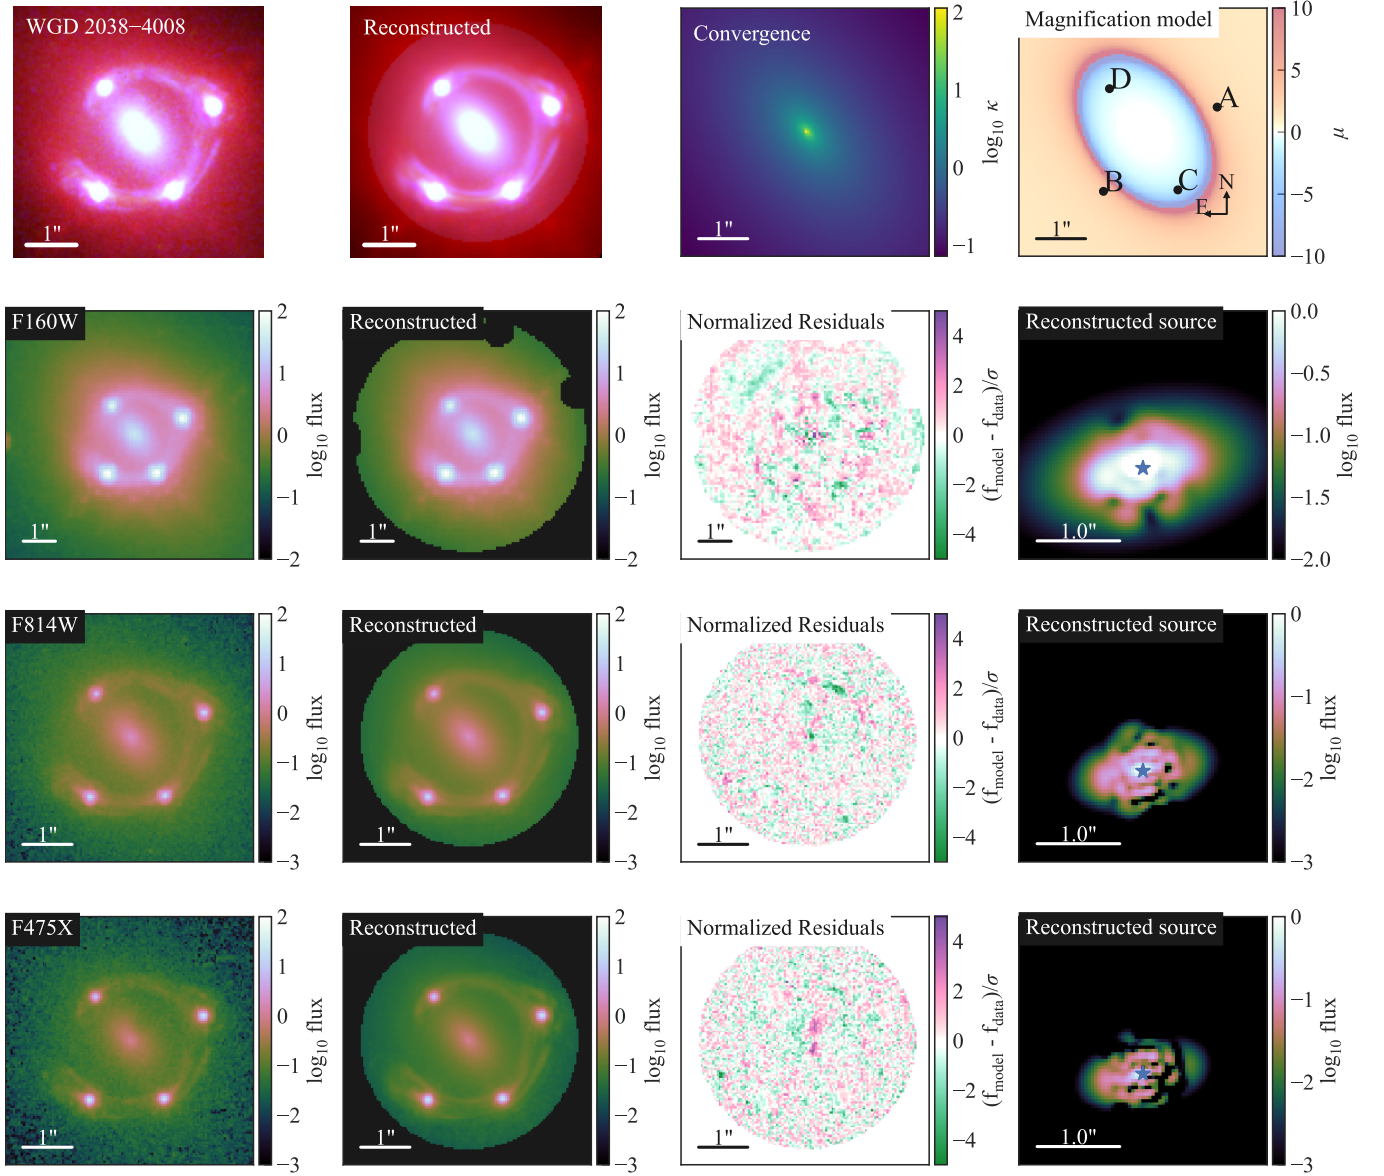 WGD 2038−4008
1"
Reconstructed
1"
Convergence
1"
2
1
0
−1
log10 κ
Magnification model
D
A
B
C
N
E
1"
10
5
0
−5
−10
μ
F160W
1"
2
1
0
−1
−2
log10 flux
Reconstructed
1"
2
1
0
−1
−2
log10 flux
Normalized Residuals
1"
4
2
0
−2
−4
(fmodel - fdata)/σ
Reconstructed source
1.0"
0.0
−0.5
−1.0
−1.5
−2.0
log10 flux
F814W
1"
2
1
0
−1
−2
−3
log10 flux
Reconstructed
1"
2
1
0
−1
−2
−3
log10 flux
Normalized Residuals
1"
4
2
0
−2
−4
(fmodel - fdata)/σ
Reconstructed source
1.0"
0
−1
−2
−3
log10 flux
F475X
1"
2
1
0
−1
−2
−3
log10 flux
Reconstructed
1"
2
1
0
−1
−2
−3
log10 flux
Normalized Residuals
1"
4
2
0
−2
−4
(fmodel - fdata)/σ
Reconstructed source
1.0"
0
−1
−2
−3
log10 flux